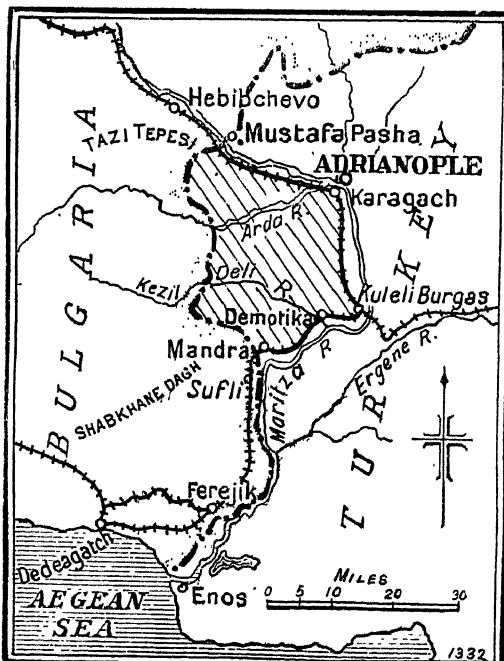 Hebibchevo
TAZI TEPESI
Mustafa Pasha
ADRIANOPLE
Karagach
Arda R.
BULGARIA
Kezil Deli R.
Kuleli Burgas
Demotika
Mandra
Maritza R
Ergene R.
Sufli
SHABKHANE DAGH
TURKEY
Ferejik
Dedeagatch
Enos
AEGEAN
SEA
MILES
0 10 20 30
1332